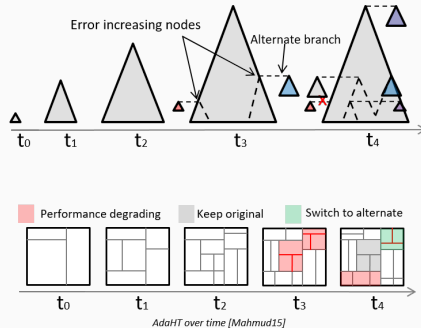 Error increasing nodes
Alternate branch
t0 t1 t2 t3 t4
Performance degrading Keep original Switch to alternate
t0 t1 t2 t3 t4
AdaHT over time [Mahmud15]